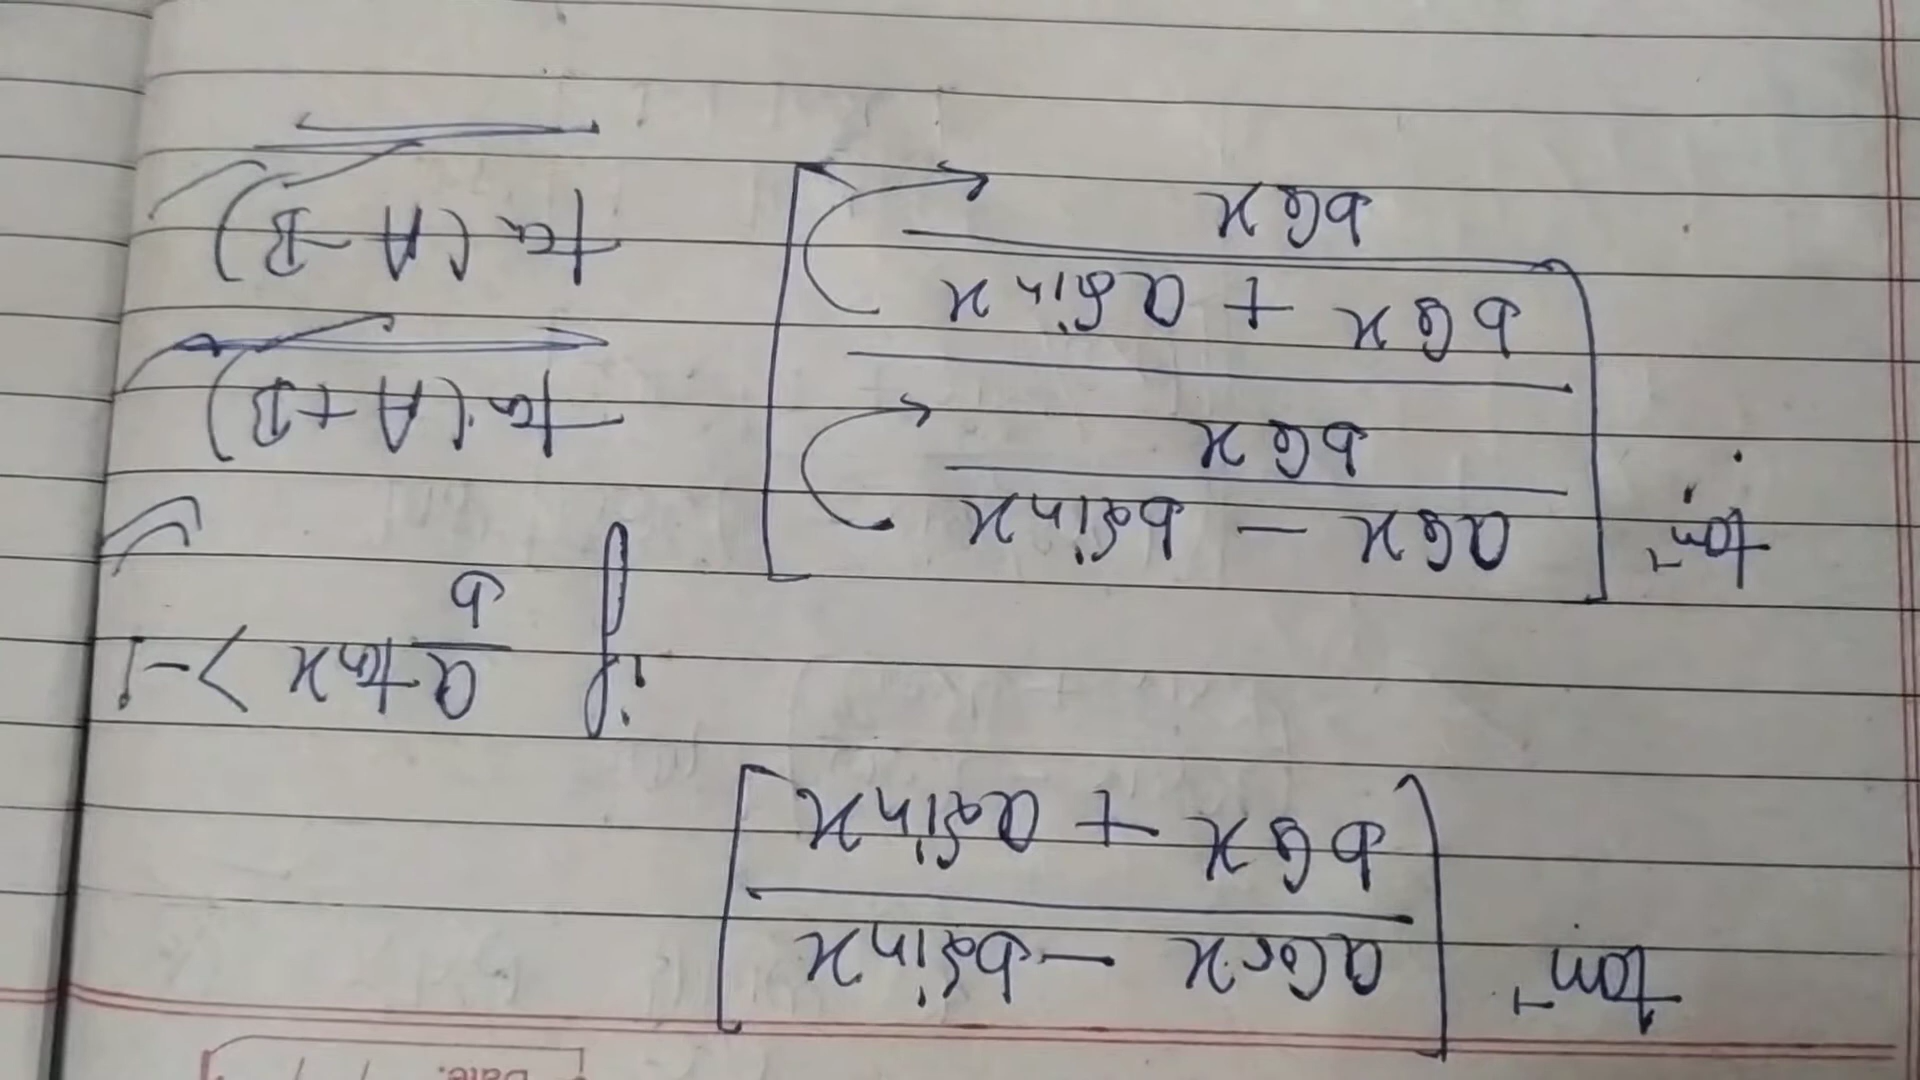 Date: / /
tan⁻¹ [ a cos x − b sin x
b cos x + a sin x ]
if a/b tan x > −1
tan⁻¹ [ a cos x − b sin x
b cos x
b cos x + a sin x
b cos x ]
tan (A + B)
tan (A − B)